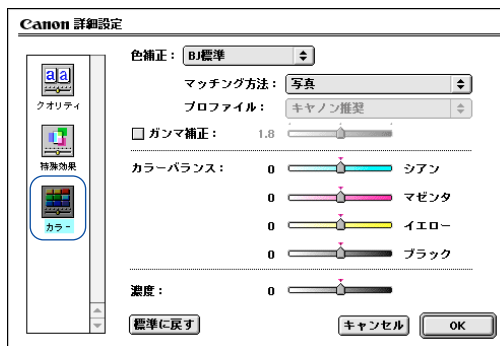 Canon 詳細設定
aa
クオリティ
特殊効果
カラー
色補正： BJ標準
マッチング方法： 写真
プロファイル： キヤノン推奨
ガンマ補正： 1.8
カラーバランス： 0 シアン
0 マゼンタ
0 イエロー
0 ブラック
濃度： 0
標準に戻す キャンセル OK